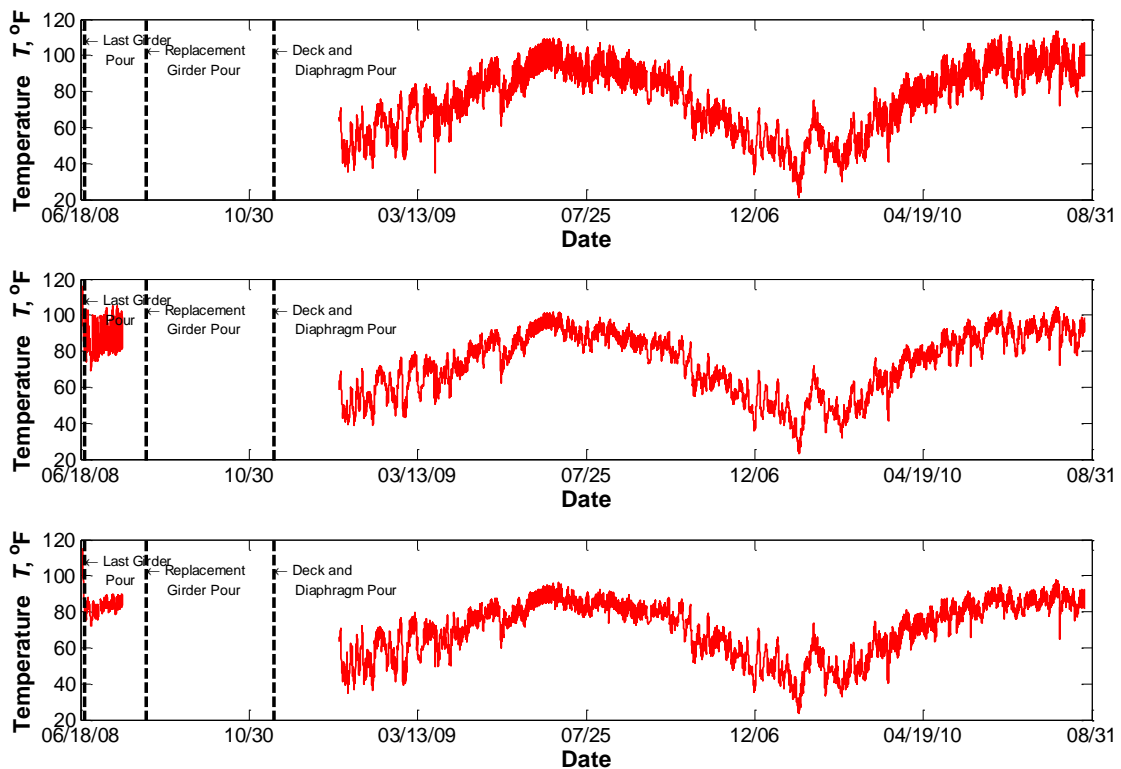 Temperature T, °F
120
100
80
60
40
20
← Last Girder
Pour
← Replacement
Girder Pour
← Deck and
Diaphragm Pour
06/18/08 10/30 03/13/09 07/25 12/06 04/19/10 08/31
Date
Temperature T, °F
120
100
80
60
40
20
← Last Girder
Pour
← Replacement
Girder Pour
← Deck and
Diaphragm Pour
06/18/08 10/30 03/13/09 07/25 12/06 04/19/10 08/31
Date
Temperature T, °F
120
100
80
60
40
20
← Last Girder
Pour
← Replacement
Girder Pour
← Deck and
Diaphragm Pour
06/18/08 10/30 03/13/09 07/25 12/06 04/19/10 08/31
Date